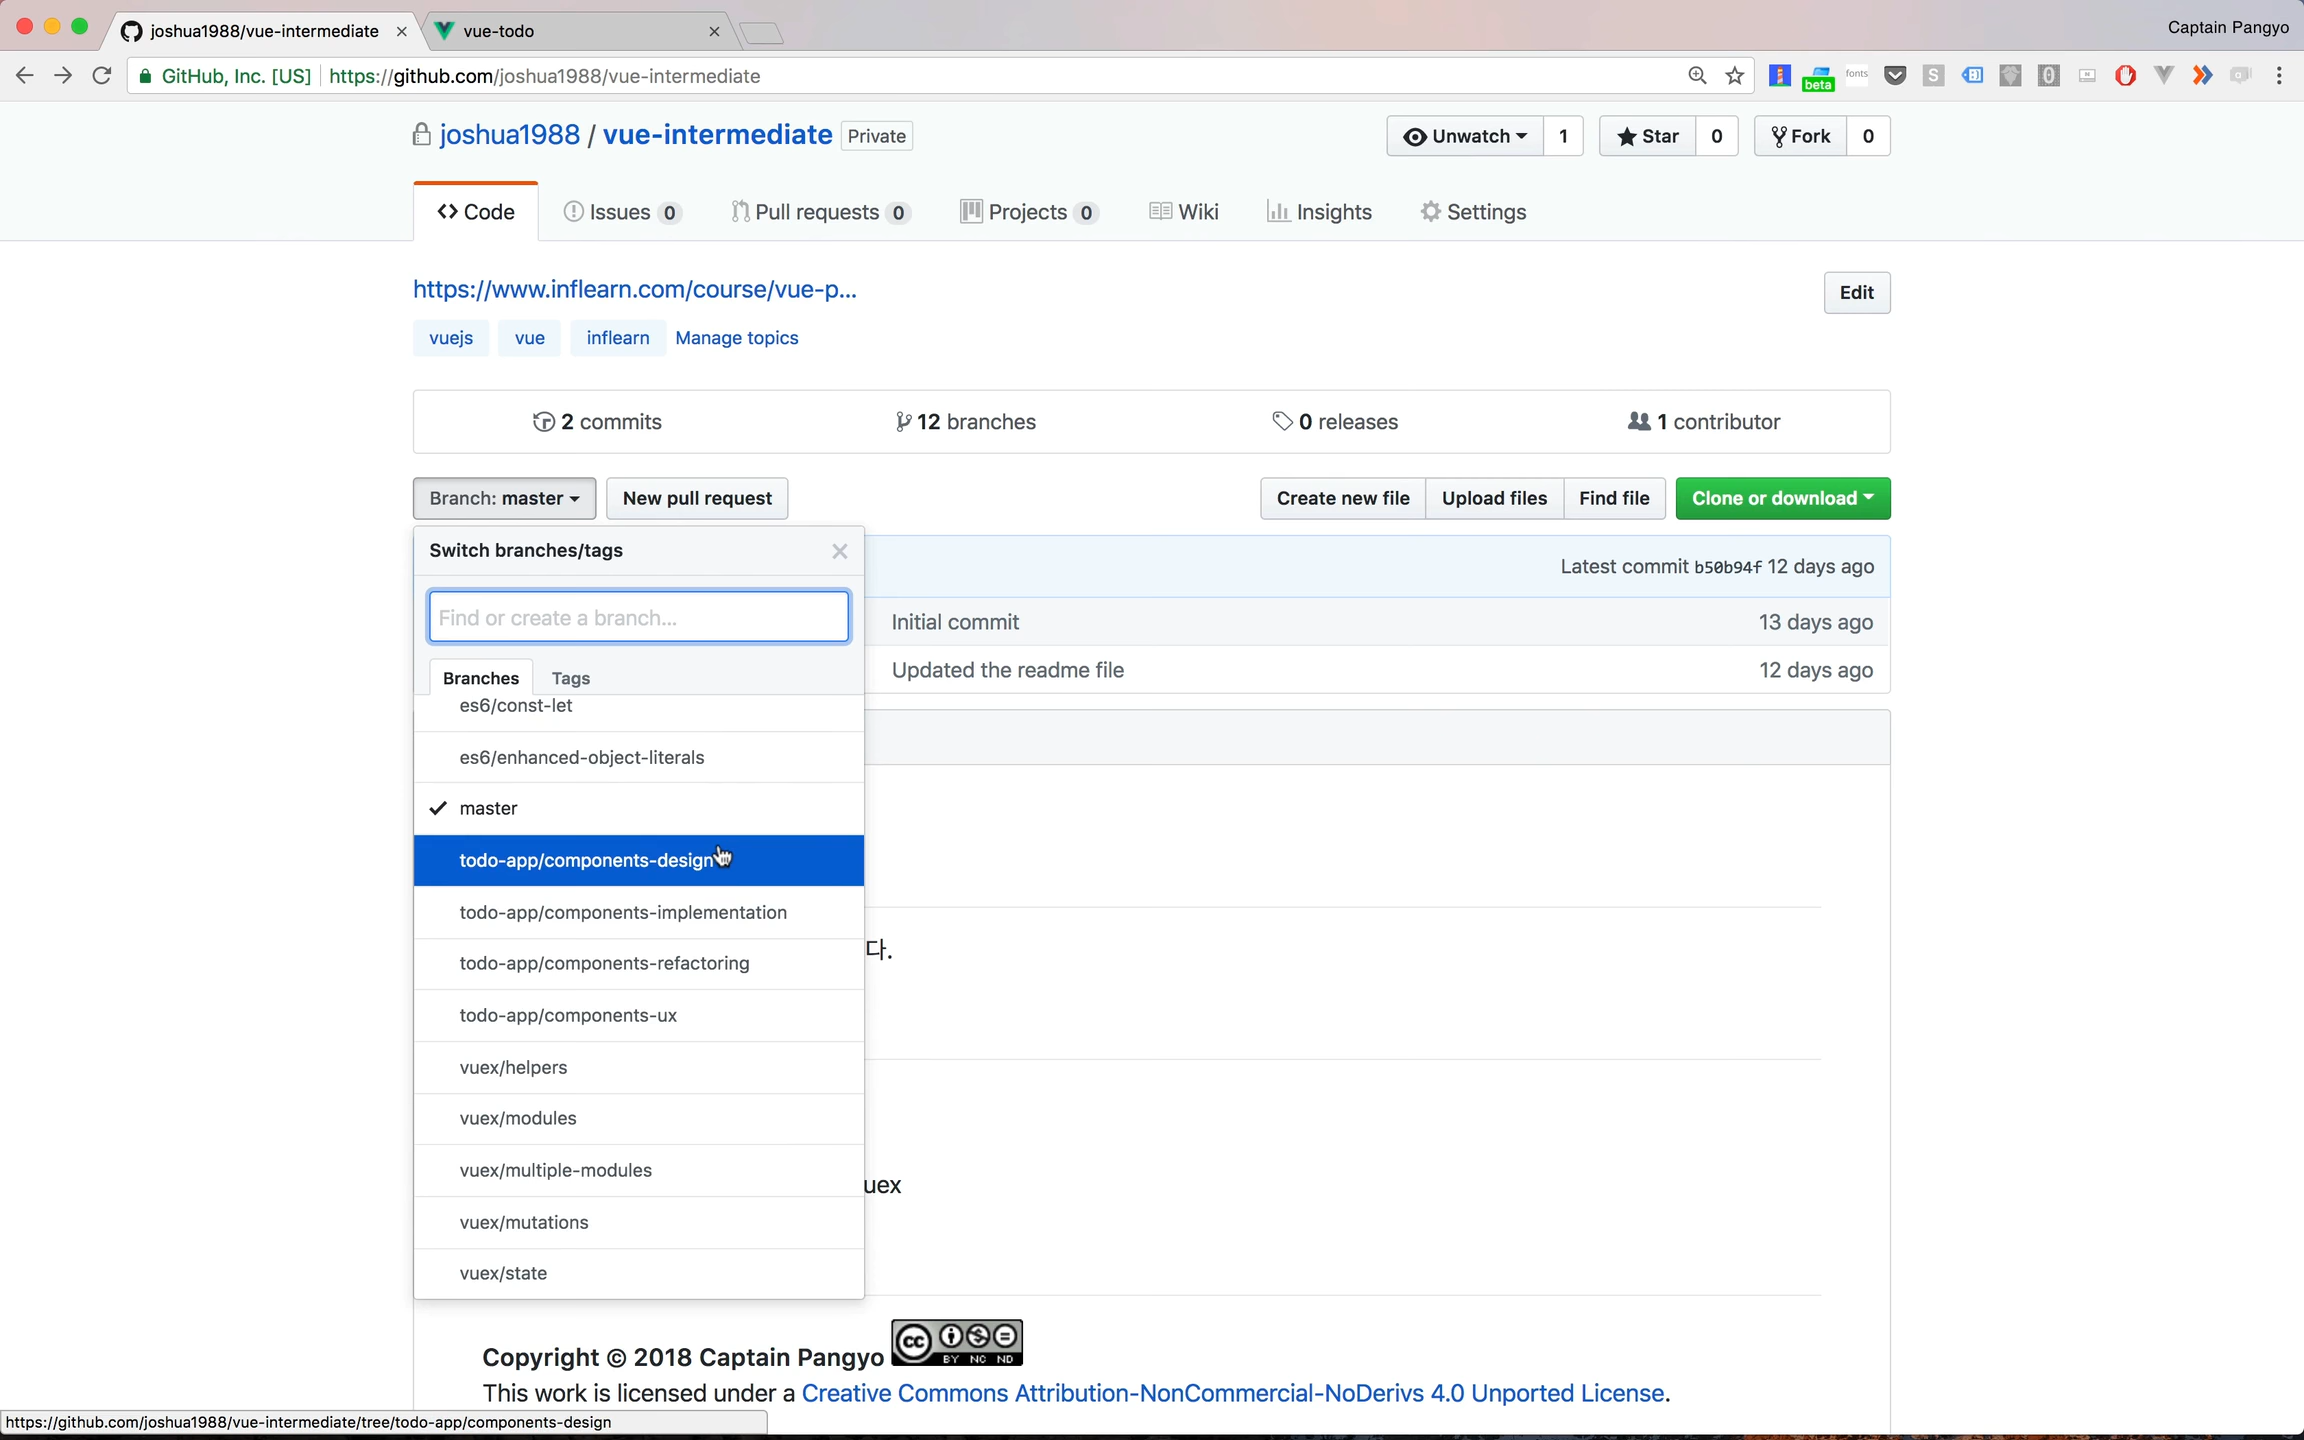 joshua1988/vue-intermediate
vue-todo
Captain Pangyo
GitHub, Inc. [US]
https://github.com/joshua1988/vue-intermediate
beta
fonts
joshua1988 / vue-intermediate Private
Unwatch 1
Star 0
Fork 0
Code
Issues 0
Pull requests 0
Projects 0
Wiki
Insights
Settings
https://www.inflearn.com/course/vue-p...
Edit
vuejs vue inflearn Manage topics
2 commits
12 branches
0 releases
1 contributor
Branch: master
New pull request
Create new file
Upload files
Find file
Clone or download
Switch branches/tags
Latest commit b50b94f 12 days ago
Find or create a branch...
Initial commit 13 days ago
Updated the readme file 12 days ago
Branches Tags
es6/const-let
es6/enhanced-object-literals
master
todo-app/components-design
todo-app/components-implementation
다.
todo-app/components-refactoring
todo-app/components-ux
vuex/helpers
vuex/modules
vuex/multiple-modules
uex
vuex/mutations
vuex/state
Copyright © 2018 Captain Pangyo
cc BY NC ND
This work is licensed under a Creative Commons Attribution-NonCommercial-NoDerivs 4.0 Unported License.
https://github.com/joshua1988/vue-intermediate/tree/todo-app/components-design